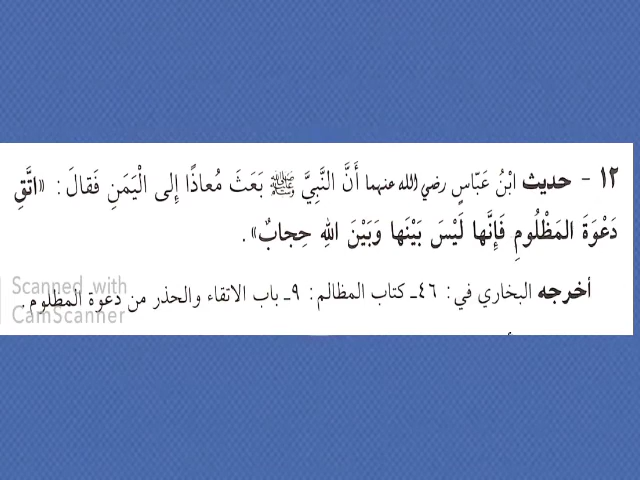 ١٢ - حديث ابْنُ عَبّاسٍ رضي الله عنهما أَنَّ النَّبِيَّ ﷺ بَعَثَ مُعاذًا إِلى الْيَمَنِ فَقالَ: «اتَّقِ
دَعْوَةَ المَظْلُومِ فَإِنَّها لَيْسَ بَيْنَها وَبَيْنَ اللهِ حِجابٌ».
أخرجه البخاري في: ٤٦ـ كتاب المظالم: ٩ـ باب الاتقاء والحذر من دعوة المظلوم.
Scanned with
CamScanner